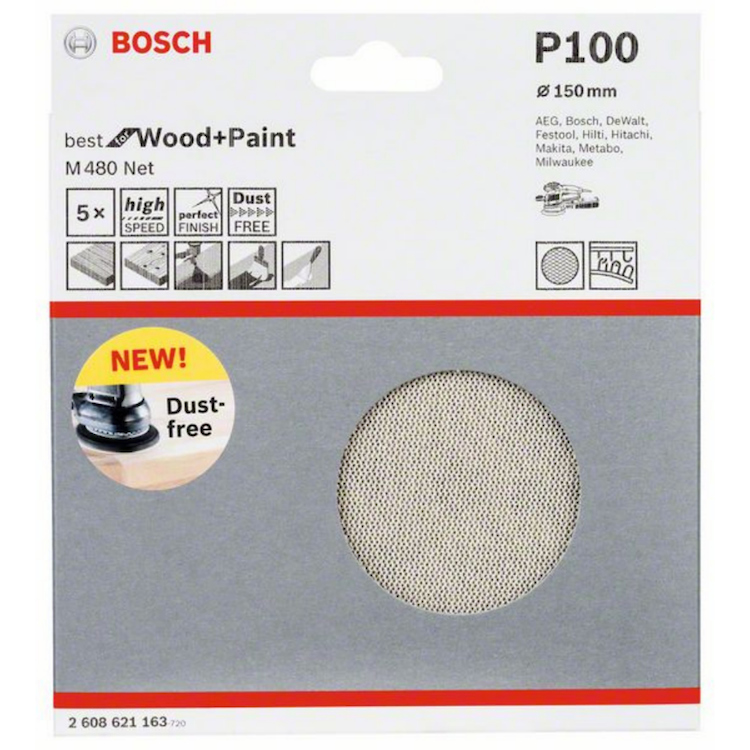 BOSCH
P100
Ø 150 mm
AEG, Bosch, DeWalt,
Festool, Hilti, Hitachi,
Makita, Metabo,
Milwaukee
best for Wood+Paint
M 480 Net
5×
high
SPEED
perfect
FINISH
Dust
FREE
NEW!
Dust-
free
2 608 621 163-720